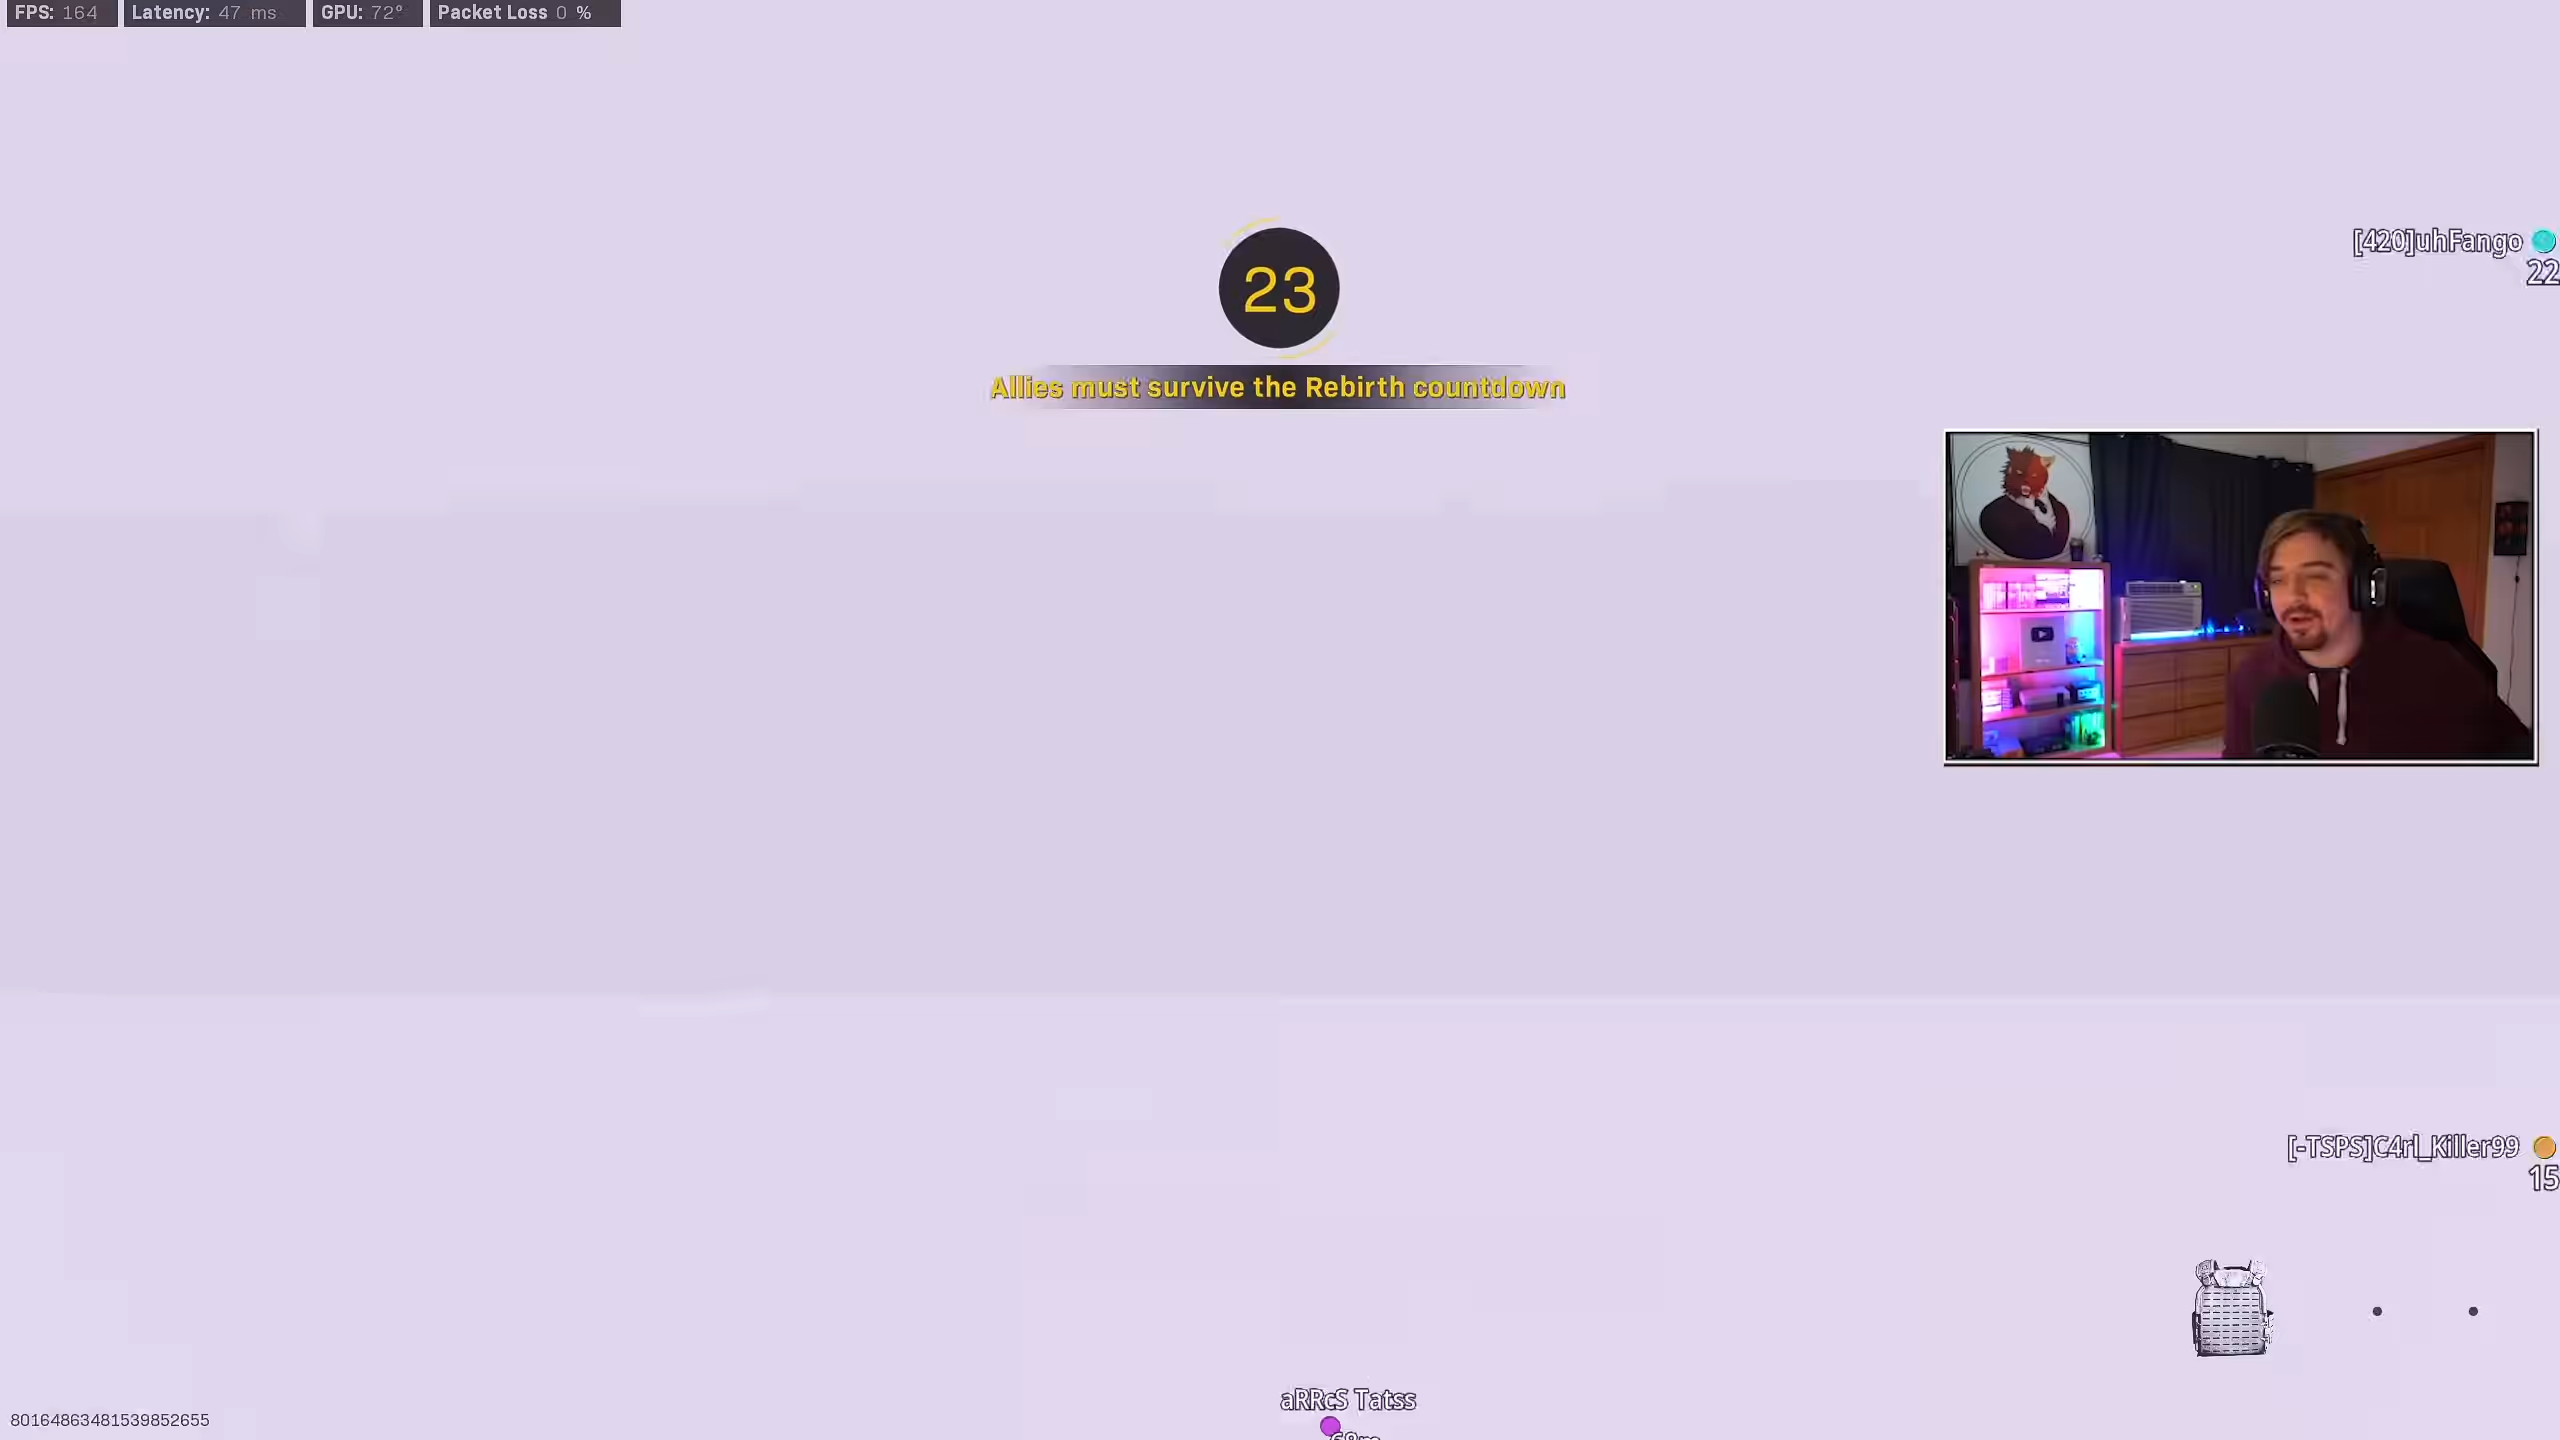 FPS: 164 Latency: 47 ms GPU: 72° Packet Loss 0 %
[420]uhFango
22
23
Allies must survive the Rebirth countdown
[-TSPS]C4rl_Killer99
15
aRRcS Tatss
80164863481539852655